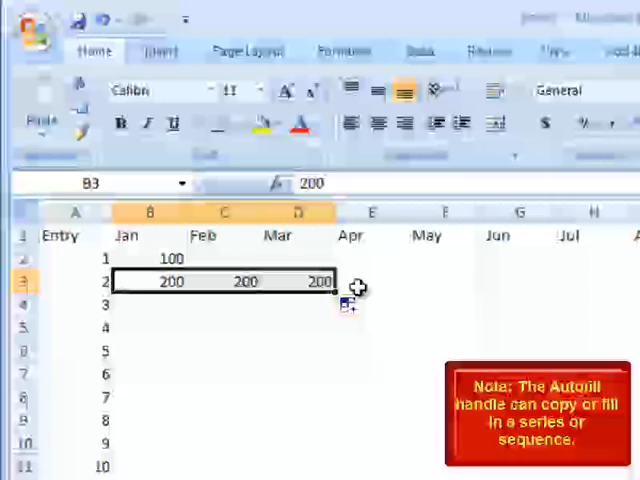 Home Insert Page Layout Formulas Data Review View Add-
Calibri 11 A A General
Paste B I U A $ % ,
B3 fx 200
A B C D E F G H
1 Entry Jan Feb Mar Apr May Jun Jul
2 1 100
3 2 200 200 200
4 3
5 4
6 5
7 6
8 7
9 8
10 9
11 10
Note: The Autofill
handle can copy or fill
in a series or
sequence.